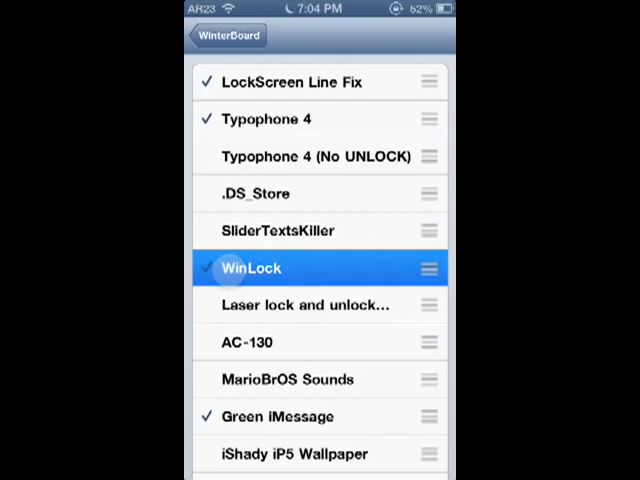 AR23 7:04 PM 52%
WinterBoard
LockScreen Line Fix
Typophone 4
Typophone 4 (No UNLOCK)
.DS_Store
SliderTextsKiller
WinLock
Laser lock and unlock...
AC-130
MarioBrOS Sounds
Green iMessage
iShady iP5 Wallpaper